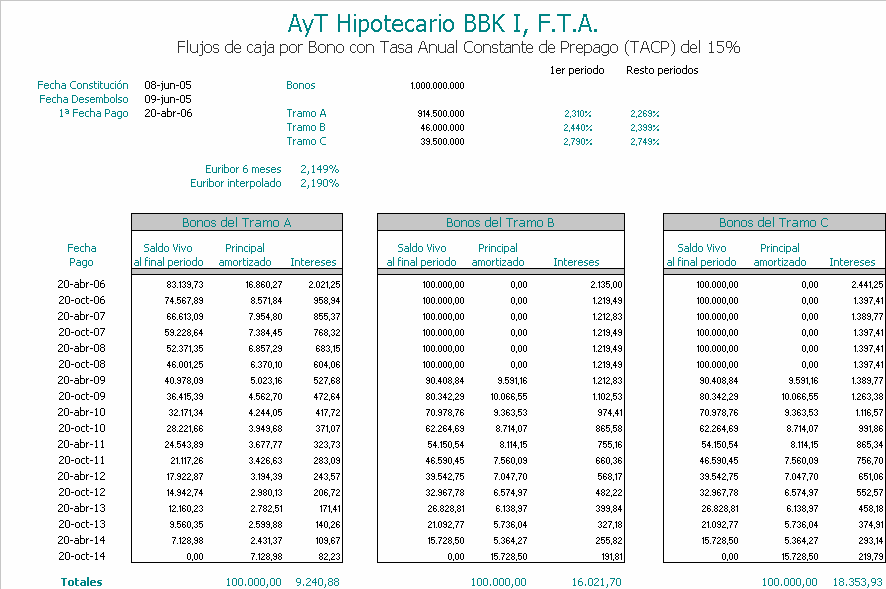 AyT Hipotecario BBK I, F.T.A.
Flujos de caja por Bono con Tasa Anual Constante de Prepago (TACP) del 15%
1er periodo Resto periodos
Fecha Constitución 08-jun-05 Bonos 1.000.000.000
Fecha Desembolso 09-jun-05
1ª Fecha Pago 20-abr-06 Tramo A 914.500.000 2,310% 2,269%
Tramo B 46.000.000 2,440% 2,399%
Tramo C 39.500.000 2,790% 2,749%
Euribor 6 meses 2,149%
Euribor interpolado 2,190%
Bonos del Tramo A Bonos del Tramo B Bonos del Tramo C
Fecha Saldo Vivo Principal Saldo Vivo Principal Saldo Vivo Principal
Pago al final periodo amortizado Intereses al final periodo amortizado Intereses al final periodo amortizado Intereses
20-abr-06 83.139,73 16.860,27 2.021,25 100.000,00 0,00 2.135,00 100.000,00 0,00 2.441,25
20-oct-06 74.567,89 8.571,84 958,94 100.000,00 0,00 1.219,49 100.000,00 0,00 1.397,41
20-abr-07 66.613,09 7.954,80 855,37 100.000,00 0,00 1.212,83 100.000,00 0,00 1.389,77
20-oct-07 59.228,64 7.384,45 768,32 100.000,00 0,00 1.219,49 100.000,00 0,00 1.397,41
20-abr-08 52.371,35 6.857,29 683,15 100.000,00 0,00 1.219,49 100.000,00 0,00 1.397,41
20-oct-08 46.001,25 6.370,10 604,06 100.000,00 0,00 1.219,49 100.000,00 0,00 1.397,41
20-abr-09 40.978,09 5.023,16 527,68 90.408,84 9.591,16 1.212,83 90.408,84 9.591,16 1.389,77
20-oct-09 36.415,39 4.562,70 472,64 80.342,29 10.066,55 1.102,53 80.342,29 10.066,55 1.263,38
20-abr-10 32.171,34 4.244,05 417,72 70.978,76 9.363,53 974,41 70.978,76 9.363,53 1.116,57
20-oct-10 28.221,66 3.949,68 371,07 62.264,69 8.714,07 865,58 62.264,69 8.714,07 991,86
20-abr-11 24.543,89 3.677,77 323,73 54.150,54 8.114,15 755,16 54.150,54 8.114,15 865,34
20-oct-11 21.117,26 3.426,63 283,09 46.590,45 7.560,09 660,36 46.590,45 7.560,09 756,70
20-abr-12 17.922,87 3.194,39 243,57 39.542,75 7.047,70 568,17 39.542,75 7.047,70 651,06
20-oct-12 14.942,74 2.980,13 206,72 32.967,78 6.574,97 482,22 32.967,78 6.574,97 552,57
20-abr-13 12.160,23 2.782,51 171,41 26.828,81 6.138,97 399,84 26.828,81 6.138,97 458,18
20-oct-13 9.560,35 2.599,88 140,26 21.092,77 5.736,04 327,18 21.092,77 5.736,04 374,91
20-abr-14 7.128,98 2.431,37 109,67 15.728,50 5.364,27 255,82 15.728,50 5.364,27 293,14
20-oct-14 0,00 7.128,98 82,23 0,00 15.728,50 191,81 0,00 15.728,50 219,79
Totales 100.000,00 9.240,88 100.000,00 16.021,70 100.000,00 18.353,93